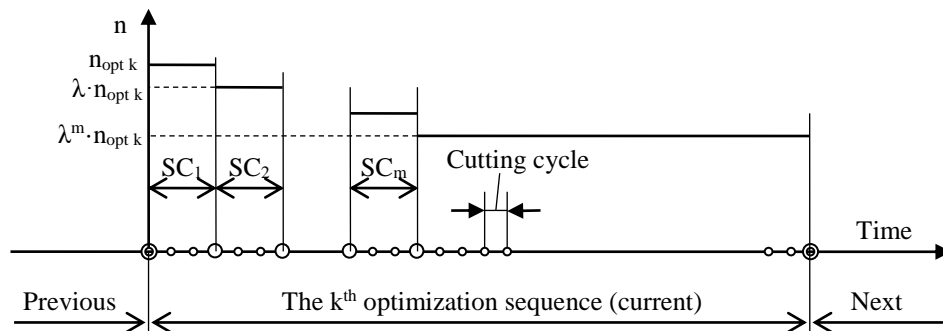 n
n_opt k
λ·n_opt k
λ^m·n_opt k
SC_1
SC_2
SC_m
Cutting cycle
Time
Previous
The k^th optimization sequence (current)
Next